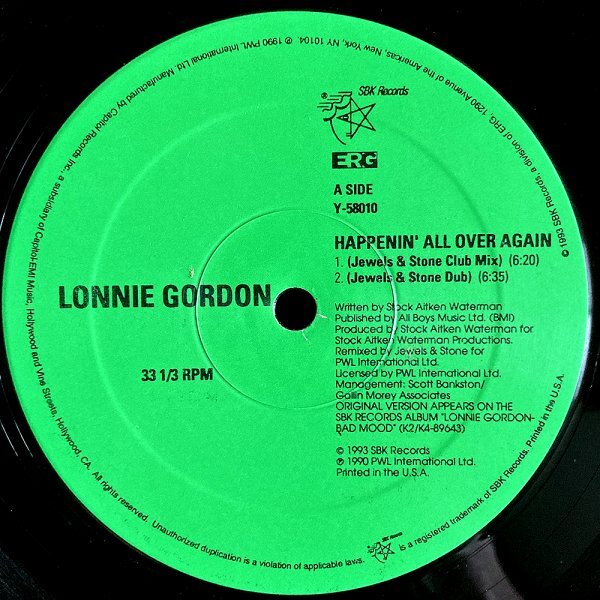 SBK Records
ERG
A SIDE
Y-58010
HAPPENIN' ALL OVER AGAIN
1. (Jewels & Stone Club Mix) (6:20)
2. (Jewels & Stone Dub) (6:35)
LONNIE GORDON
33 1/3 RPM
Written by Stock Aitken Waterman
Published by All Boys Music Ltd. (BMI)
Produced by Stock Aitken Waterman for
Stock Aitken Waterman Productions.
Remixed by Jewels & Stone for
PWL International Ltd.
Licensed by PWL International Ltd.
Management: Scott Bankston/
Gallin Morey Associates
ORIGINAL VERSION APPEARS ON THE
SBK RECORDS ALBUM "LONNIE GORDON-
BAD MOOD" (K2/K4-89643)
© 1993 SBK Records
℗ 1990 PWL International Ltd.
Printed in the U.S.A.
© 1993 SBK Records, a division of ERG, 1290 Avenue of the Americas, New York, NY 10104. ℗ 1990 PWL International Ltd. Manufactured by Capitol Records Inc., a subsidiary of Capitol-EMI Music, Hollywood and Vine Streets, Hollywood, CA. All rights reserved. Unauthorized duplication is a violation of applicable laws.
SBK Records
is a registered trademark of SBK Records. Printed in the U.S.A.